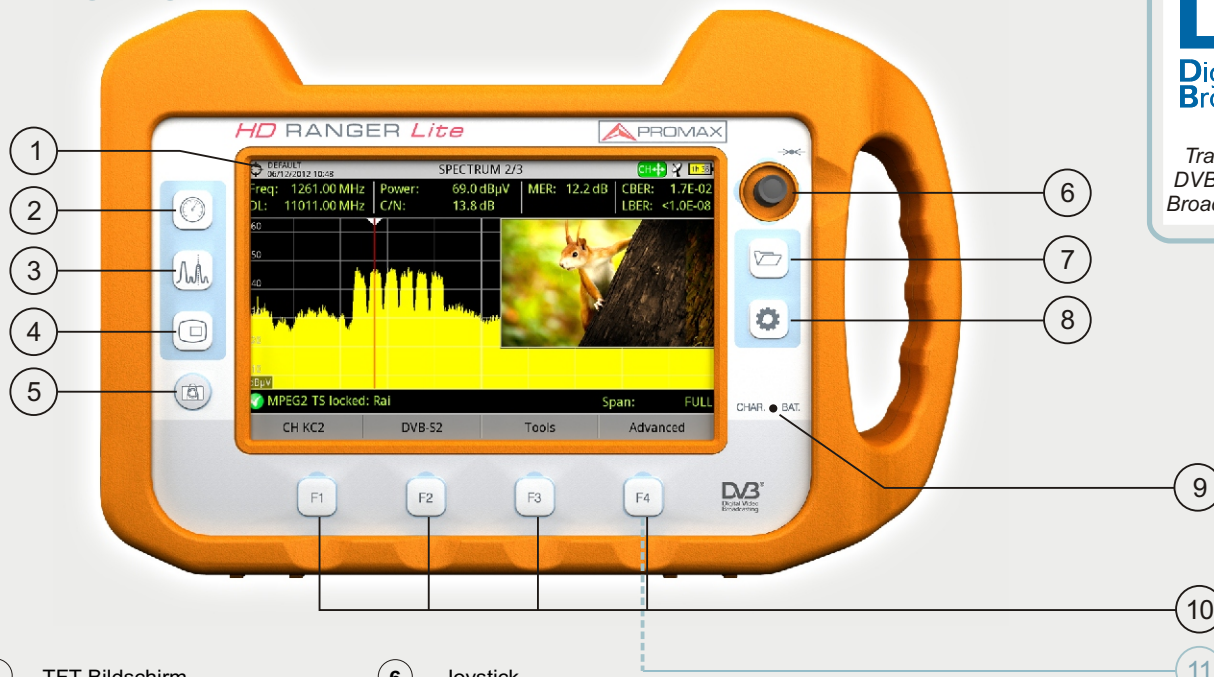 HD RANGER Lite
PROMAX
DEFAULT
06/12/2012 10:48
SPECTRUM 2/3
CH
Freq: 1261.00 MHz Power: 69.0 dBµV MER: 12.2 dB CBER: 1.7E-02
DL: 11011.00 MHz C/N: 13.8 dB LBER: <1.0E-08
60
50
40
30
dBµV
MPEG2 TS locked: Rai Span: FULL
CH KC2 DVB-S2 Tools Advanced
F1 F2 F3 F4
CHAR. BAT.
DVB
Digital Video
Broadcasting
1
2
3
4
5
6
7
8
9
10
11
TFT Bildschirm
6 Joystick